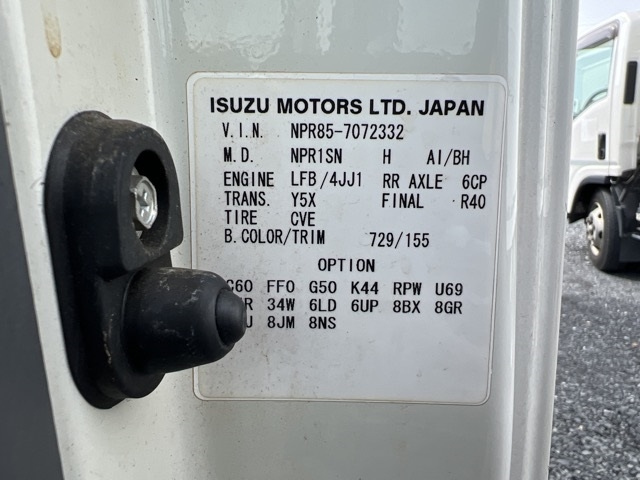 ISUZU MOTORS LTD. JAPAN
V.I.N. NPR85-7072332
M.D. NPR1SN H AI/BH
ENGINE LFB/4JJ1 RR AXLE 6CP
TRANS. Y5X FINAL R40
TIRE CVE
B.COLOR/TRIM 729/155
OPTION
FF0 G50 K44 RPW U69
34W 6LD 6UP 8BX 8GR
8JM 8NS